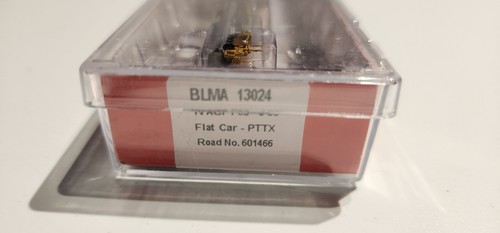 BLMA 13024
Flat Car - PTTX
Road No. 601466